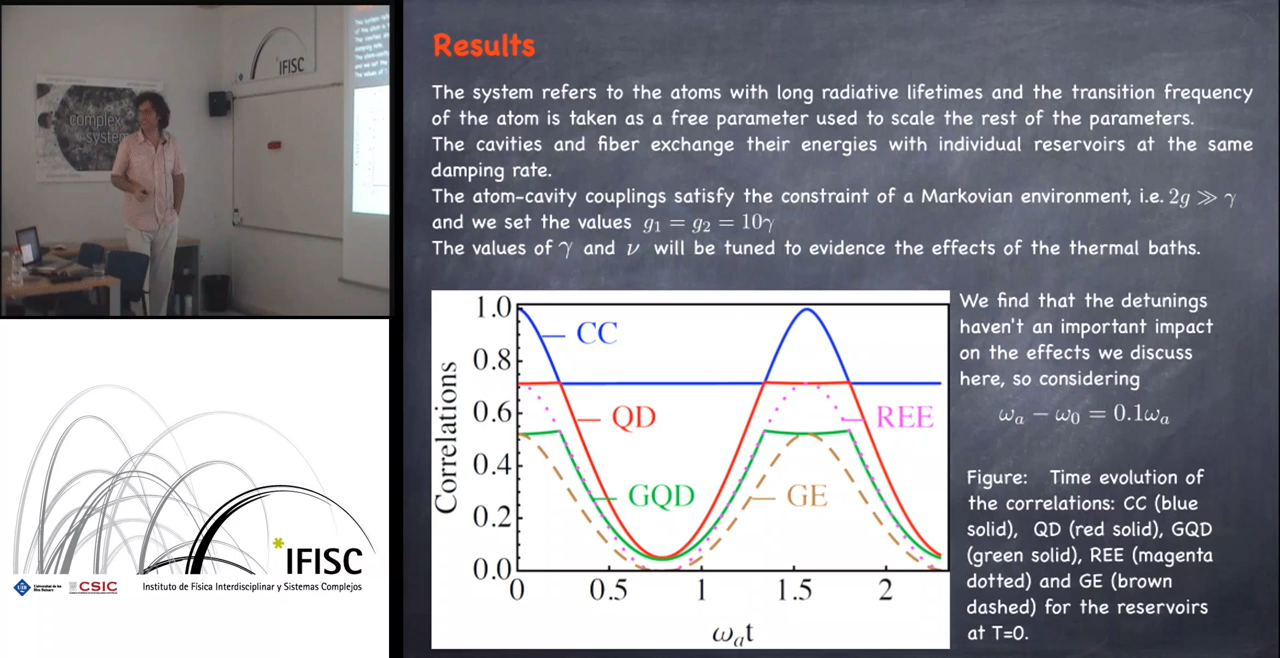 IFISC
complex
system
Results
The system refers to the atoms with long radiative lifetimes and the transition frequency
of the atom is taken as a free parameter used to scale the rest of the parameters.
The cavities and fiber exchange their energies with individual reservoirs at the same
damping rate.
The atom-cavity couplings satisfy the constraint of a Markovian environment, i.e. 2g ≫ γ
and we set the values g₁ = g₂ = 10γ
The values of γ and ν will be tuned to evidence the effects of the thermal baths.
1.0
0.8
0.6
0.4
0.2
0.0
Correlations
CC
QD
REE
GQD
GE
0
0.5
1
1.5
2
ωₐt
We find that the detunings
haven't an important impact
on the effects we discuss
here, so considering
ωₐ − ω₀ = 0.1ωₐ
Figure: Time evolution of
the correlations: CC (blue
solid), QD (red solid), GQD
(green solid), REE (magenta
dotted) and GE (brown
dashed) for the reservoirs
at T=0.
*IFISC
CSIC
Instituto de Física Interdisciplinar y Sistemas Complejos